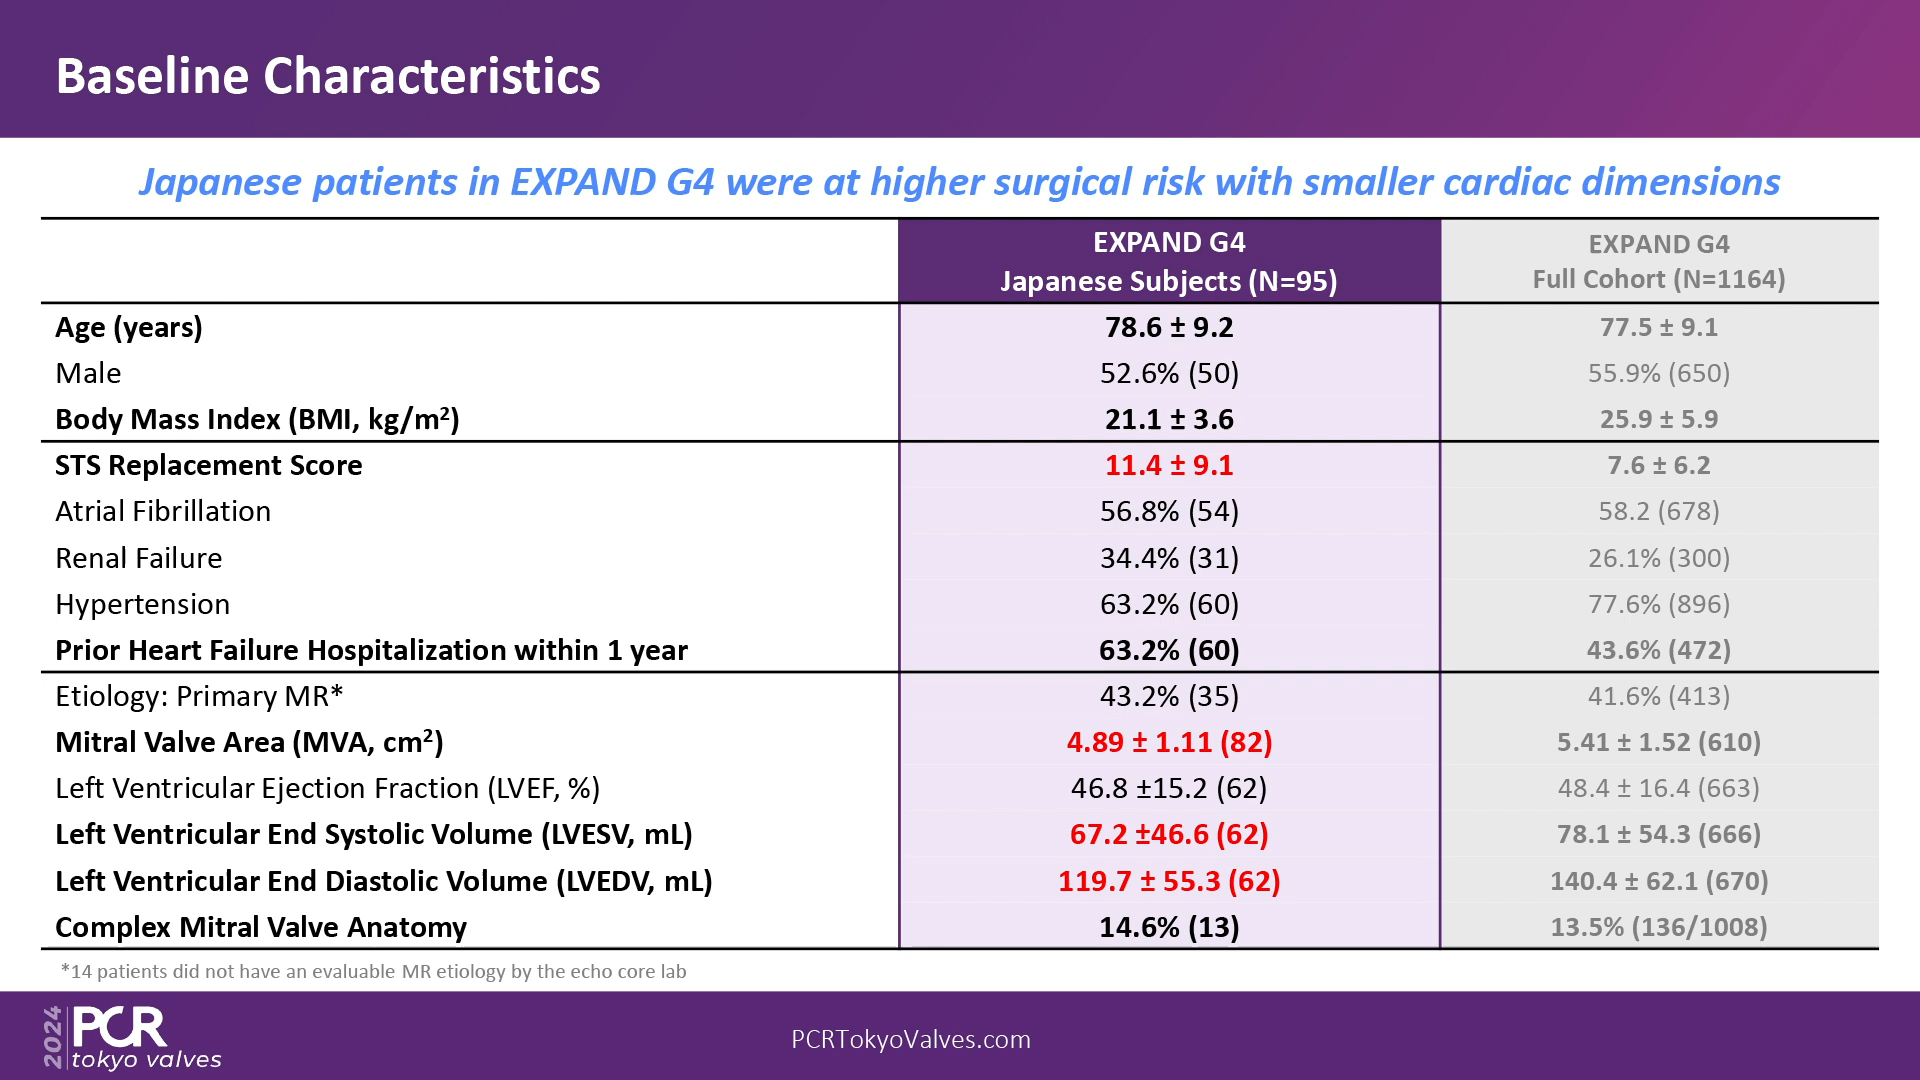 Baseline Characteristics
Japanese patients in EXPAND G4 were at higher surgical risk with smaller cardiac dimensions
EXPAND G4 Japanese Subjects (N=95) EXPAND G4 Full Cohort (N=1164)
Age (years) 78.6 ± 9.2 77.5 ± 9.1
Male 52.6% (50) 55.9% (650)
Body Mass Index (BMI, kg/m²) 21.1 ± 3.6 25.9 ± 5.9
STS Replacement Score 11.4 ± 9.1 7.6 ± 6.2
Atrial Fibrillation 56.8% (54) 58.2 (678)
Renal Failure 34.4% (31) 26.1% (300)
Hypertension 63.2% (60) 77.6% (896)
Prior Heart Failure Hospitalization within 1 year 63.2% (60) 43.6% (472)
Etiology: Primary MR* 43.2% (35) 41.6% (413)
Mitral Valve Area (MVA, cm²) 4.89 ± 1.11 (82) 5.41 ± 1.52 (610)
Left Ventricular Ejection Fraction (LVEF, %) 46.8 ±15.2 (62) 48.4 ± 16.4 (663)
Left Ventricular End Systolic Volume (LVESV, mL) 67.2 ±46.6 (62) 78.1 ± 54.3 (666)
Left Ventricular End Diastolic Volume (LVEDV, mL) 119.7 ± 55.3 (62) 140.4 ± 62.1 (670)
Complex Mitral Valve Anatomy 14.6% (13) 13.5% (136/1008)
*14 patients did not have an evaluable MR etiology by the echo core lab
2024 PCR
tokyo valves
PCRTokyoValves.com